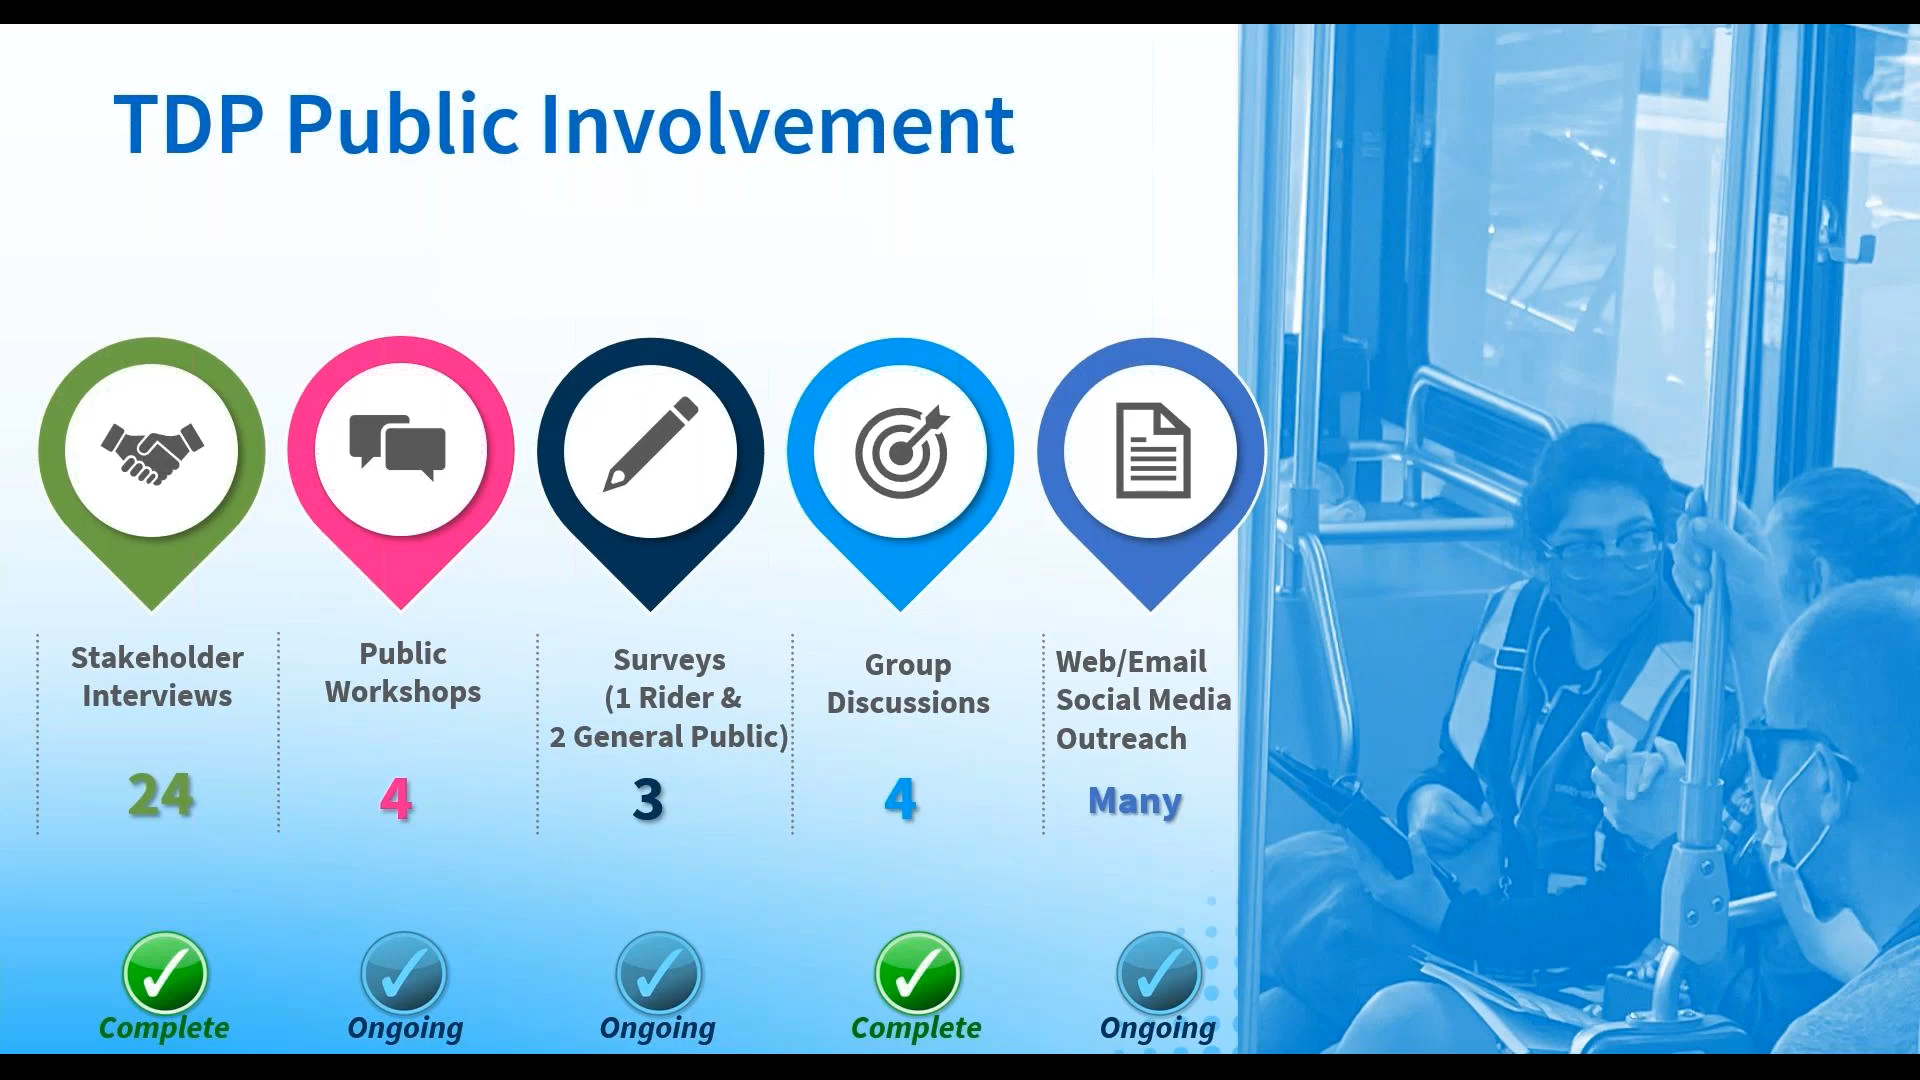 TDP Public Involvement
Stakeholder
Interviews
24
Complete
Public
Workshops
4
Ongoing
Surveys
(1 Rider &
2 General Public)
3
Ongoing
Group
Discussions
4
Complete
Web/Email
Social Media
Outreach
Many
Ongoing